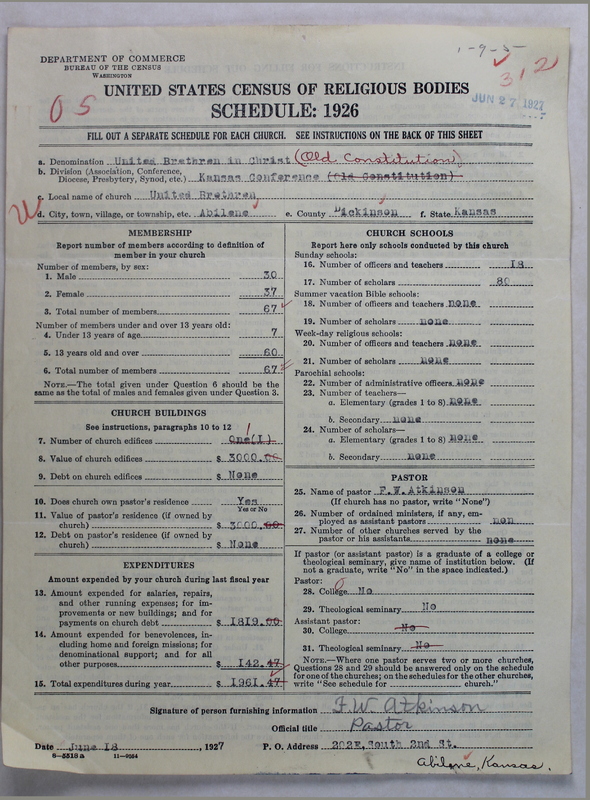 1-9-5-
312
JUN 27 1927
DEPARTMENT OF COMMERCE
BUREAU OF THE CENSUS
WASHINGTON
UNITED STATES CENSUS OF RELIGIOUS BODIES
SCHEDULE: 1926
OS
FILL OUT A SEPARATE SCHEDULE FOR EACH CHURCH. SEE INSTRUCTIONS ON THE BACK OF THIS SHEET
a. Denomination United Brethren in Christ (Old Constitution)
b. Division (Association, Conference,
Diocese, Presbytery, Synod, etc.) Kansas Conference (Old Constitution)
c. Local name of church United Brethren
d. City, town, village, or township, etc. Abilene e. County Dickinson f. State Kansas
MEMBERSHIP
Report number of members according to definition of
member in your church
Number of members, by sex:
1. Male 30
2. Female 37
3. Total number of members 67
Number of members under and over 13 years old:
4. Under 13 years of age 7
5. 13 years old and over 60
6. Total number of members 67
NOTE.—The total given under Question 6 should be
same as the total of males and females given under Question 3.
CHURCH BUILDINGS
See instructions, paragraphs 10 to 12
1
7. Number of church edifices One(1)
8. Value of church edifices $ 3000.00
9. Debt on church edifices $ None
10. Does church own pastor's residence Yes
Yes or No
11. Value of pastor's residence (if owned by
church) $ 3000.00
12. Debt on pastor's residence (if owned by
church) $ None
EXPENDITURES
Amount expended by your church during last fiscal year
13. Amount expended for salaries, repairs,
and other running expenses; for im-
provements or new buildings; and for
payments on church debt $ 1819.00
14. Amount expended for benevolences, in-
cluding home and foreign missions; for
denominational support; and for all
other purposes $ 142.47
15. Total expenditures during year $ 1961.47
CHURCH SCHOOLS
Report here only schools conducted by this church
Sunday schools:
16. Number of officers and teachers 18
17. Number of scholars 80
Summer vacation Bible schools:
18. Number of officers and teachers none
19. Number of scholars none
Week-day religious schools:
20. Number of officers and teachers none
21. Number of scholars none
Parochial schools:
22. Number of administrative officers none
23. Number of teachers—
a. Elementary (grades 1 to 8) none
b. Secondary none
24. Number of scholars—
a. Elementary (grades 1 to 8) none
b. Secondary none
PASTOR
25. Name of pastor F.W. Atkinson
(If church has no pastor, write "None")
26. Number of ordained ministers, if any, em-
ployed as assistant pastors non
27. Number of other churches served by the
pastor or his assistants none
If pastor (or assistant pastor) is a graduate of a college or
theological seminary, give name of institution below. (If
not a graduate, write "No" in the space indicated.)
Pastor:
28. College No
29. Theological seminary No
Assistant pastor:
30. College No
31. Theological seminary No
NOTE.—Where one pastor serves two or more churches,
Questions 28 and 29 should be answered only on the schedule
for one of the churches; on the schedules for the other churches,
write "See schedule for church."
Signature of person furnishing information F. W. Atkinson
Official title Pastor
Date June 18, 1927 P. O. Address 202E. South 2nd St.
8-5518a 11-9164
Abilene, Kansas.